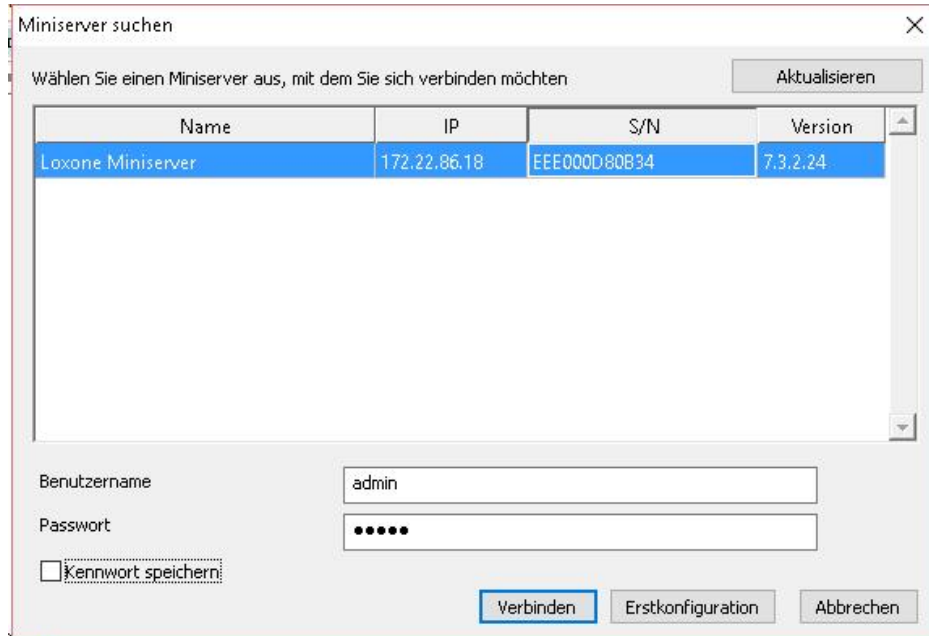 Miniserver suchen
Wählen Sie einen Miniserver aus, mit dem Sie sich verbinden möchten
Aktualisieren
Name IP S/N Version
Loxone Miniserver 172.22.86.18 EEE000D80B34 7.3.2.24
Benutzername admin
Passwort •••••
Kennwort speichern
Verbinden Erstkonfiguration Abbrechen